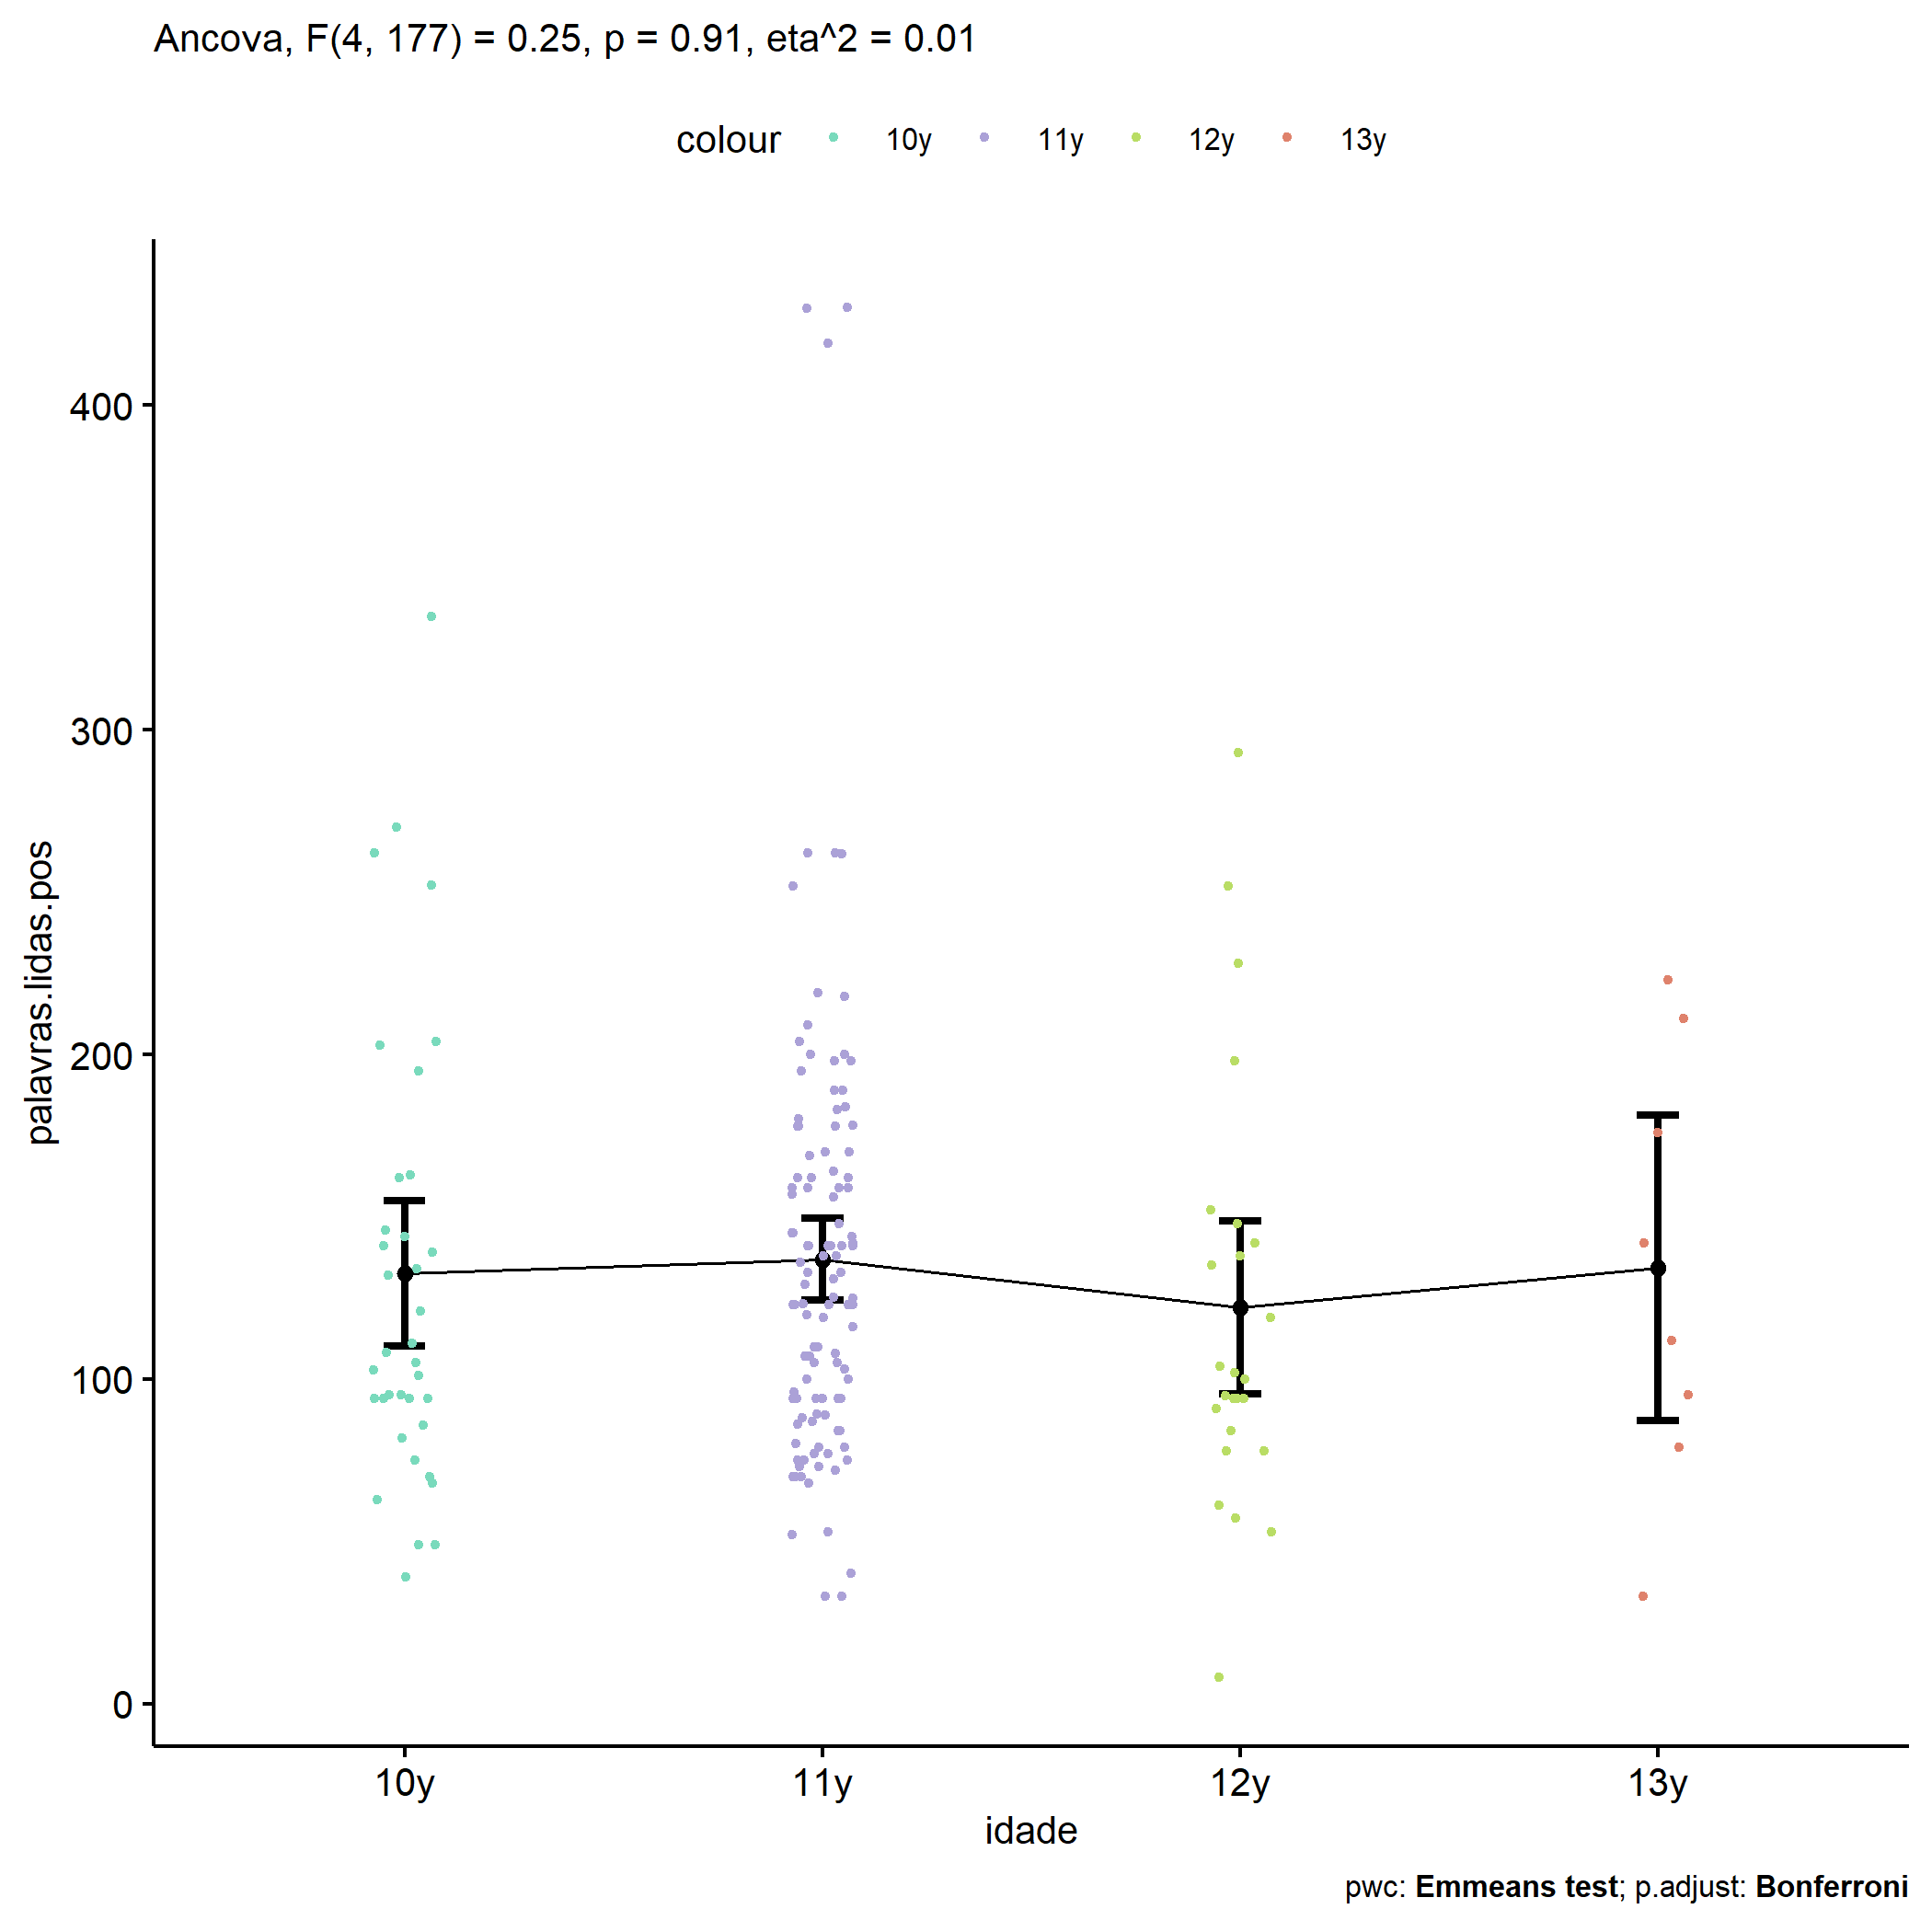 Ancova, F(4, 177) = 0.25, p = 0.91, eta^2 = 0.01
colour 10y 11y 12y 13y
palavras.lidas.pos
400
300
200
100
0
10y 11y 12y 13y
idade
pwc: Emmeans test; p.adjust: Bonferroni